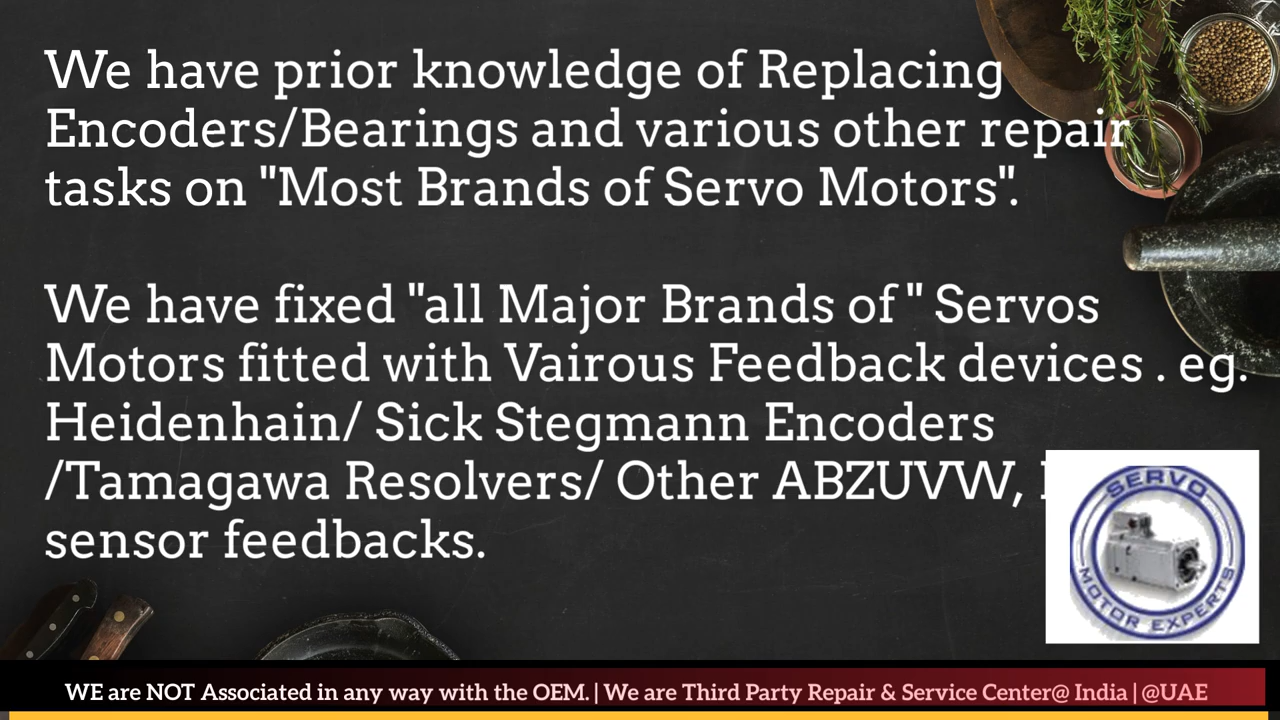 We have prior knowledge of Replacing
Encoders/Bearings and various other repair
tasks on "Most Brands of Servo Motors".
We have fixed "all Major Brands of " Servos
Motors fitted with Vairous Feedback devices . eg.
Heidenhain/ Sick Stegmann Encoders
/Tamagawa Resolvers/ Other ABZUVW,
sensor feedbacks.
SERVO
MOTOR EXPERTS
WE are NOT Associated in any way with the OEM. | We are Third Party Repair & Service Center@ India | @UAE